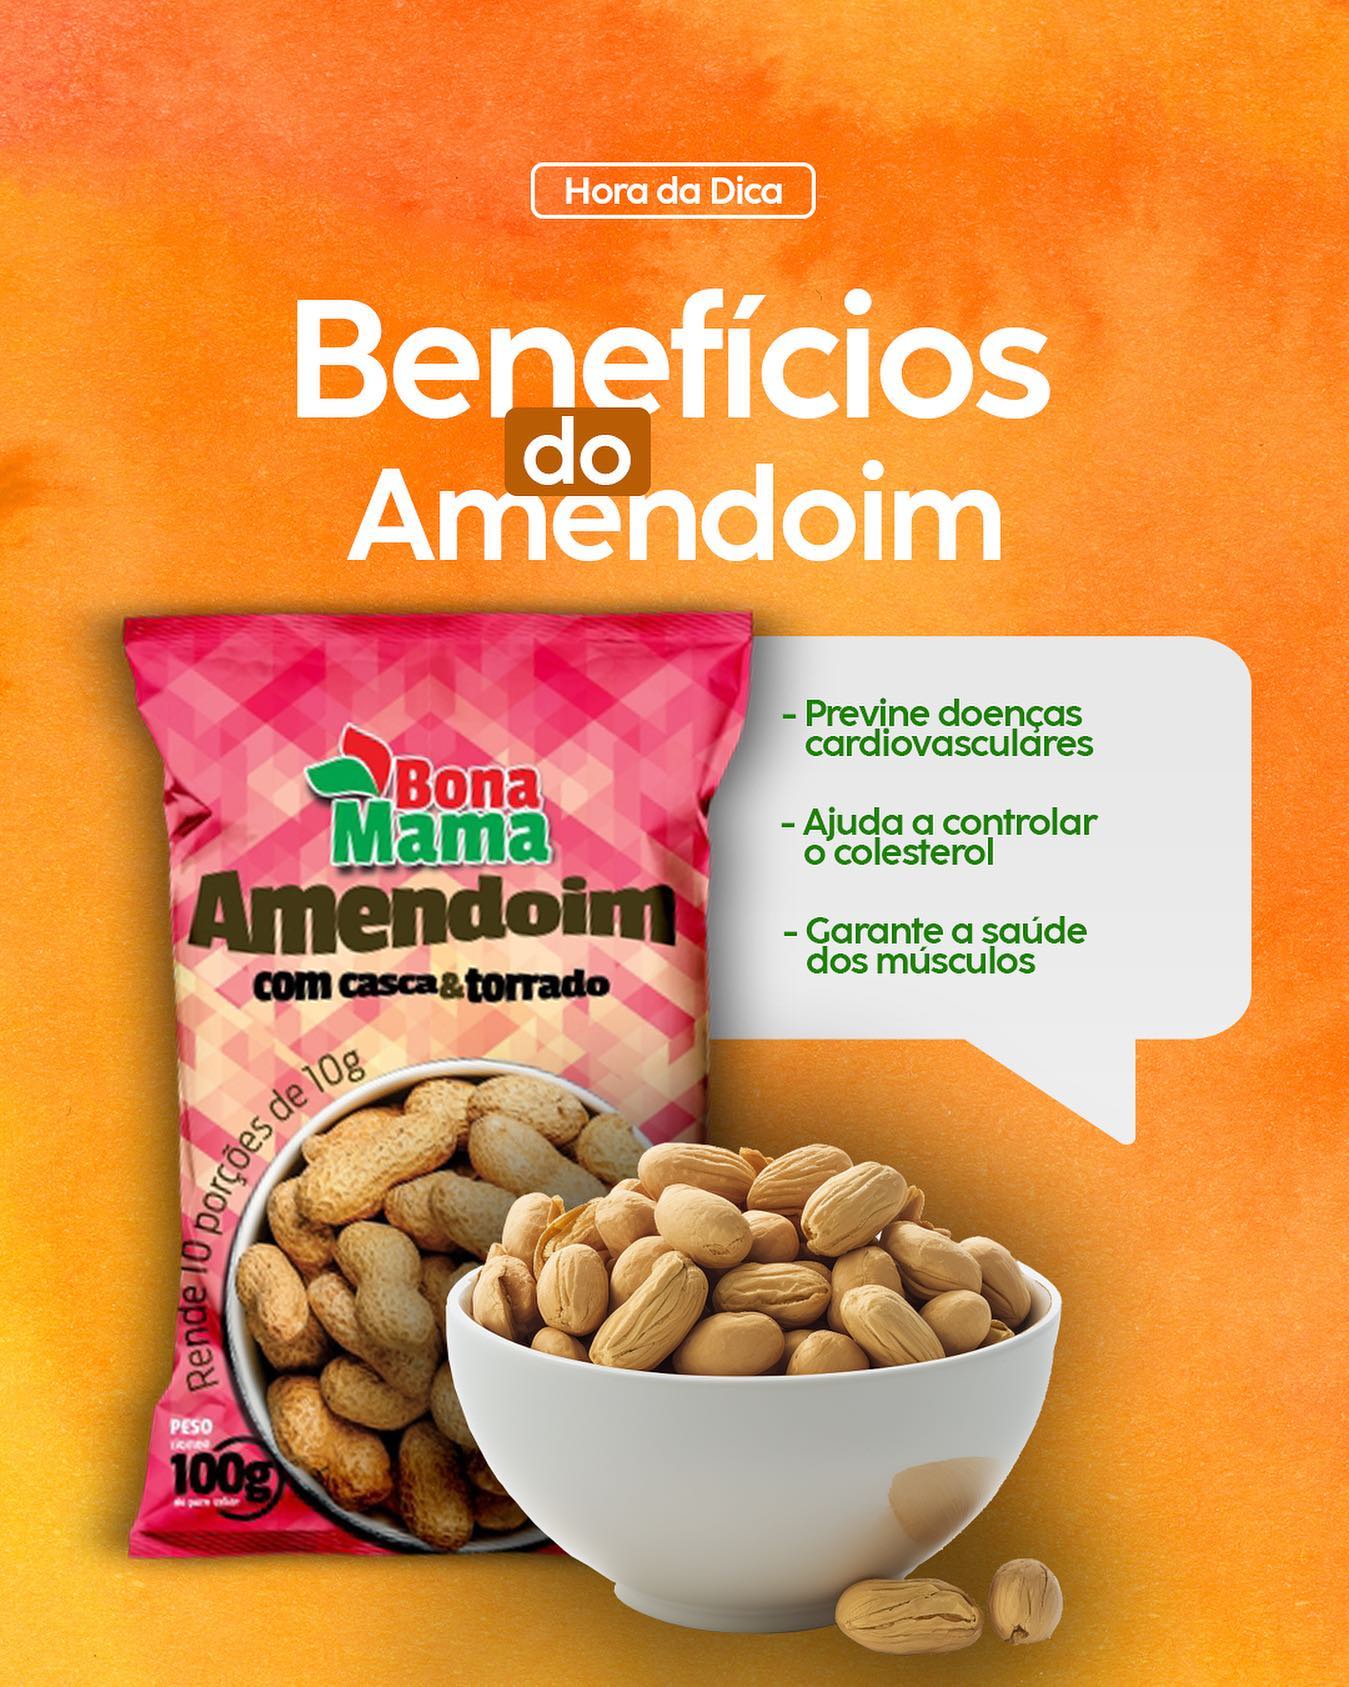 Hora da Dica
Benefícios
do
Amendoim
- Previne doenças
cardiovasculares
- Ajuda a controlar
o colesterol
- Garante a saúde
dos músculos
Bona
Mama
Amendoim
com casca&torrado
Rende 10 porções de 10g
PESO
100g